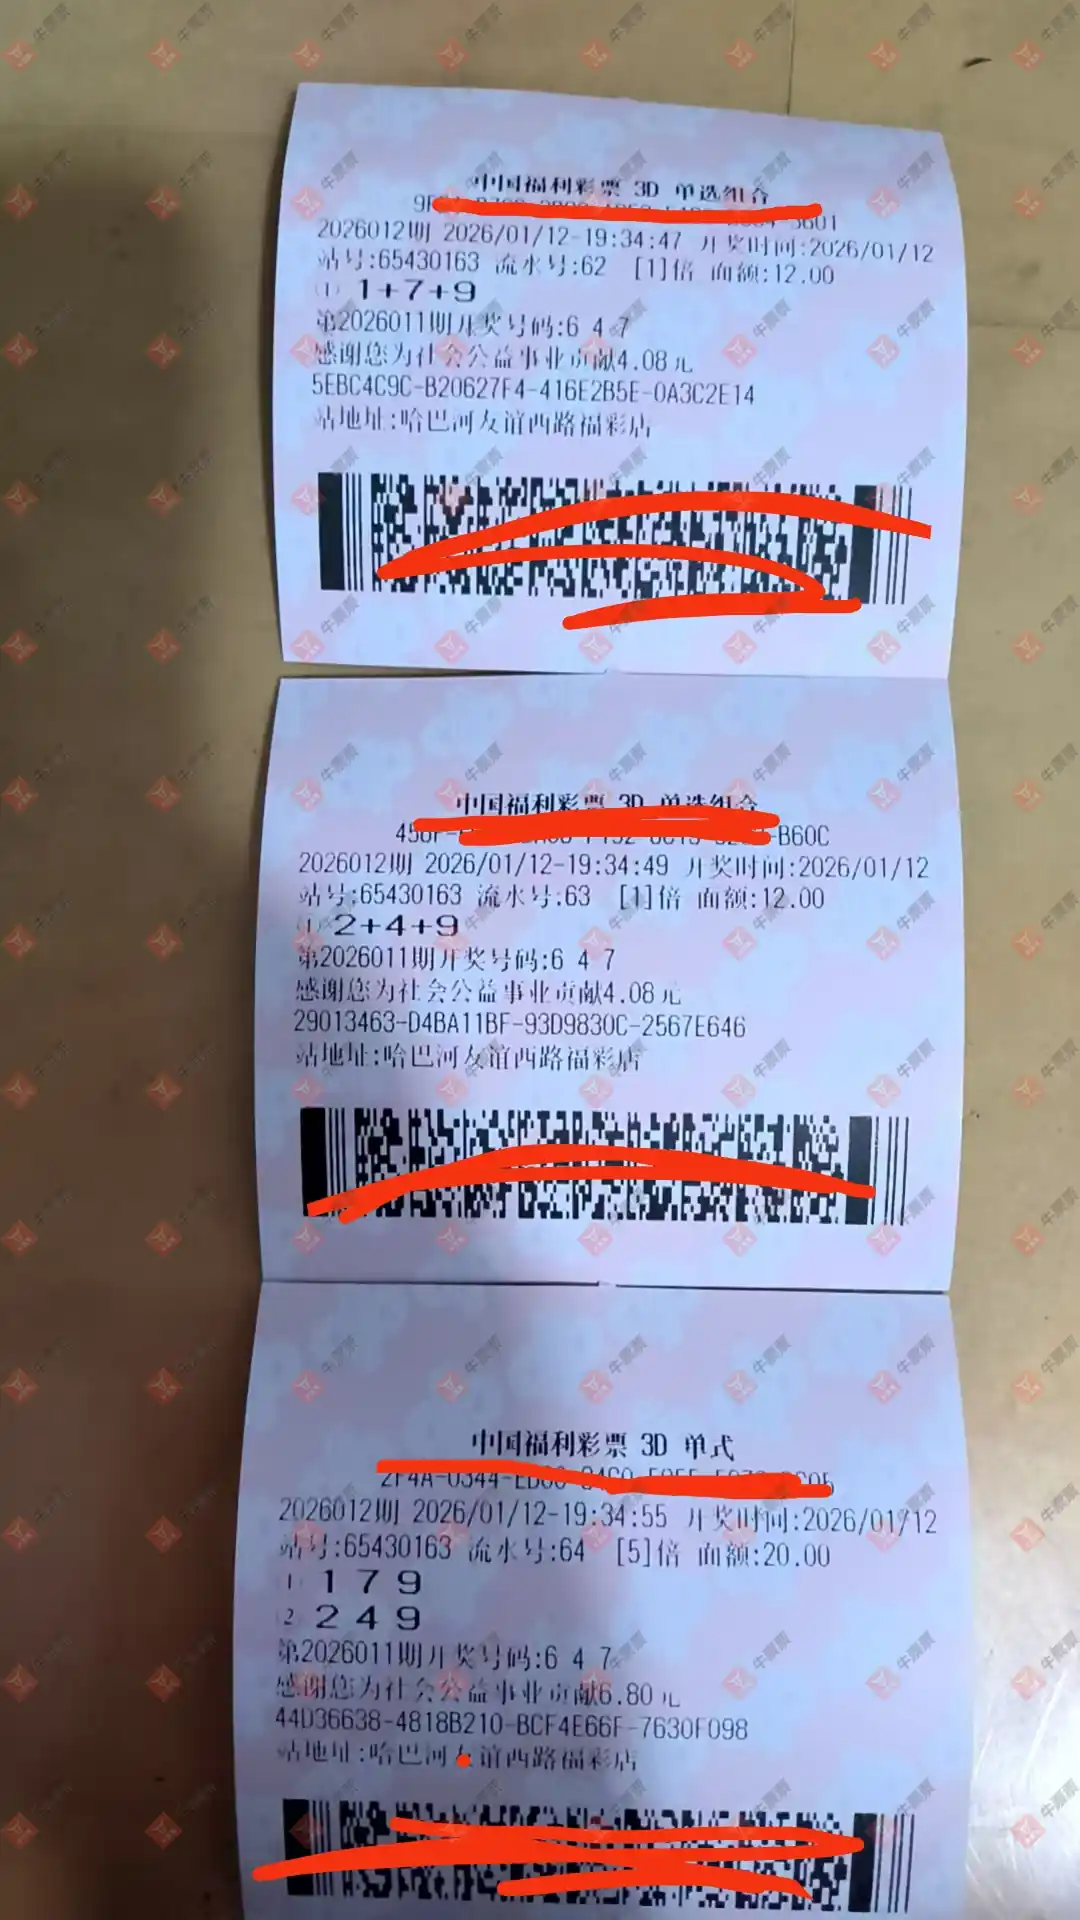 中国福利彩票 3D 单选组合
2026012期 2026/01/12-19:34:47 开奖时间:2026/01/12
站号:65430163 流水号:62 [1]倍 面额:12.00
(1) 1+7+9
第2026011期开奖号码:6 4 7
感谢您为社会公益事业贡献4.08元
5EBC4C9C-B20627F4-416E2B5E-0A3C2E14
站地址:哈巴河友谊西路福彩店
中国福利彩票 3D 单选组合
-B60C
2026012期 2026/01/12-19:34:49 开奖时间:2026/01/12
站号:65430163 流水号:63 [1]倍 面额:12.00
(1) 2+4+9
第2026011期开奖号码:6 4 7
感谢您为社会公益事业贡献4.08元
29013463-D4BA11BF-93D9830C-2567E646
站地址:哈巴河友谊西路福彩店
中国福利彩票 3D 单式
2F4A-0344-
2026012期 2026/01/12-19:34:55 开奖时间:2026/01/12
站号:65430163 流水号:64 [5]倍 面额:20.00
(1) 1 7 9
(2) 2 4 9
第2026011期开奖号码:6 4 7
感谢您为社会公益事业贡献6.80元
44D36638-4818B210-BCF4E66F-7630F098
站地址:哈巴河友谊西路福彩店
牛票票